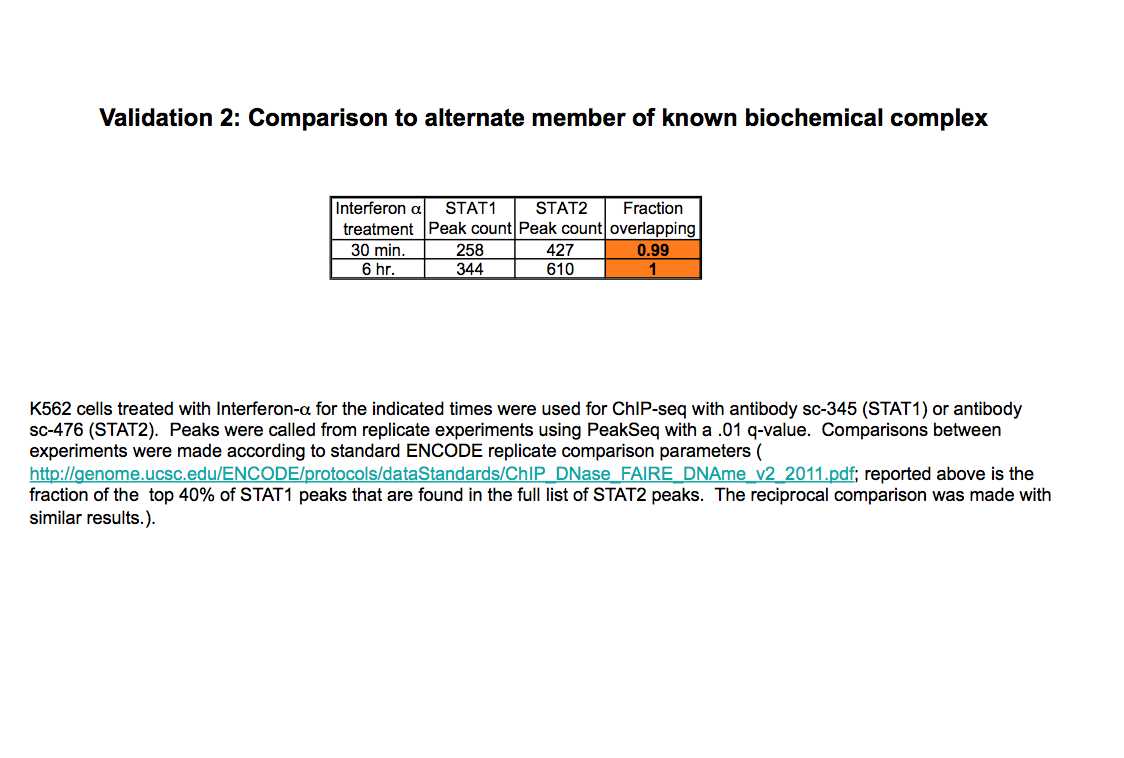 Validation 2: Comparison to alternate member of known biochemical complex
Interferon α STAT1 STAT2 Fraction
treatment Peak count Peak count overlapping
30 min. 258 427 0.99
6 hr. 344 610 1
K562 cells treated with Interferon-α for the indicated times were used for ChIP-seq with antibody sc-345 (STAT1) or antibody
sc-476 (STAT2).  Peaks were called from replicate experiments using PeakSeq with a .01 q-value.  Comparisons between
experiments were made according to standard ENCODE replicate comparison parameters (
http://genome.ucsc.edu/ENCODE/protocols/dataStandards/ChIP_DNase_FAIRE_DNAme_v2_2011.pdf; reported above is the
fraction of the  top 40% of STAT1 peaks that are found in the full list of STAT2 peaks.  The reciprocal comparison was made with
similar results.).